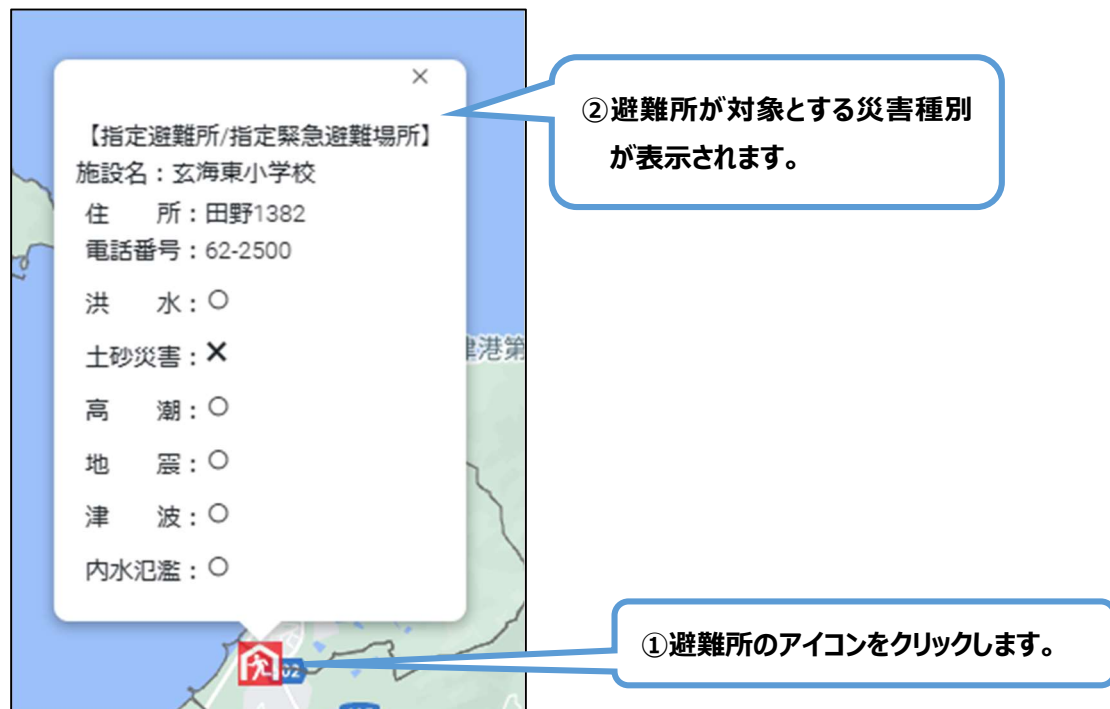 ×
【指定避難所/指定緊急避難場所】
施設名：玄海東小学校
住　　所：田野1382
電話番号：62-2500
洪　　水：○
土砂災害：×
高　　潮：○
地　　震：○
津　　波：○
内水氾濫：○
②避難所が対象とする災害種別
が表示されます。
津港第
①避難所のアイコンをクリックします。